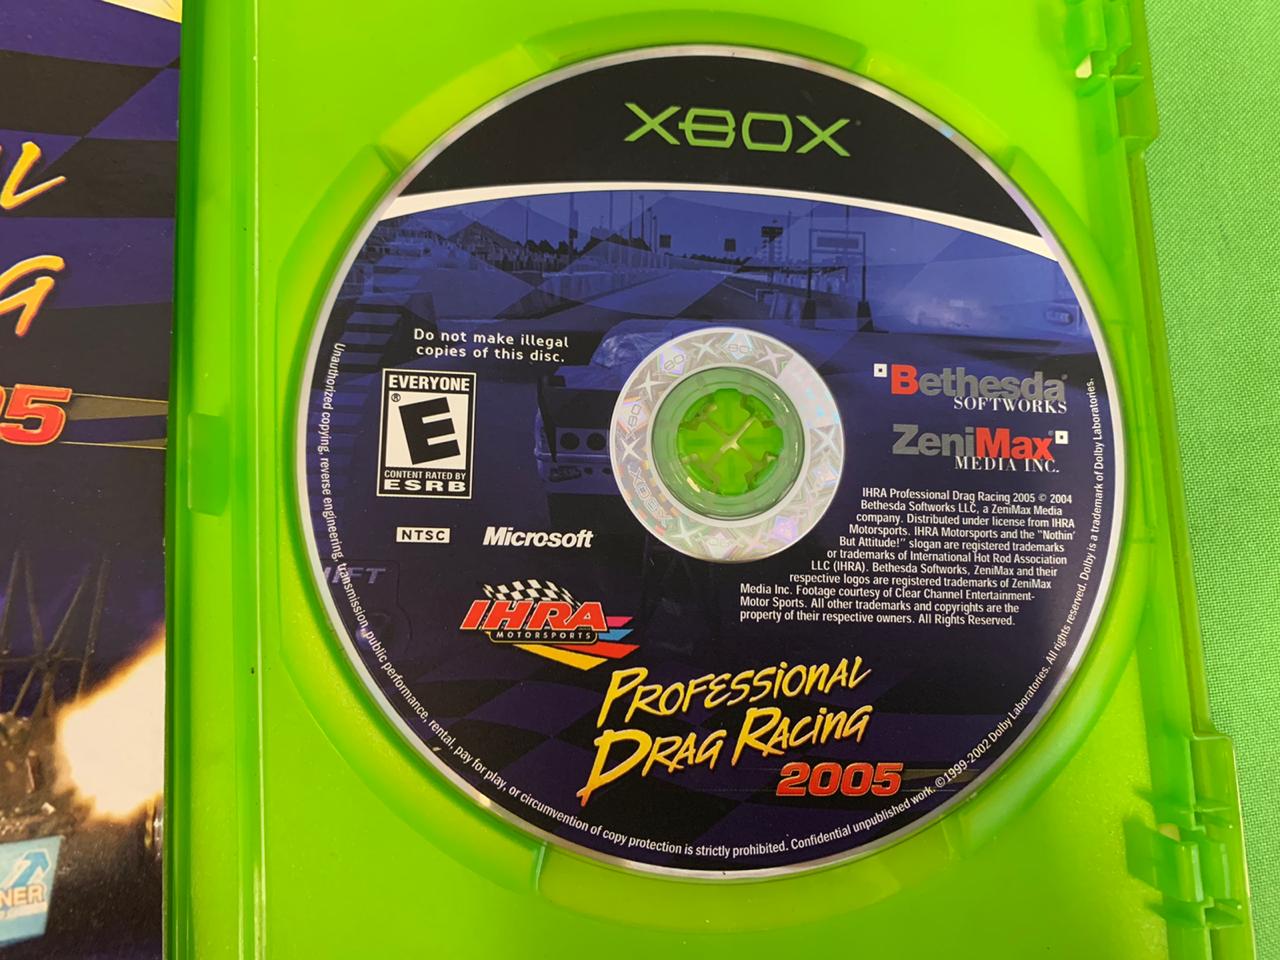 XBOX
Do not make illegal
copies of this disc.
EVERYONE
E
CONTENT RATED BY
ESRB
NTSC
Microsoft
Bethesda
SOFTWORKS
ZeniMax
MEDIA INC.
IHRA Professional Drag Racing 2005 © 2004
Bethesda Softworks LLC, a ZeniMax Media
company. Distributed under license from IHRA
Motorsports. IHRA Motorsports and the "Nothin'
But Attitude!" slogan are registered trademarks
or trademarks of International Hot Rod Association
LLC (IHRA). Bethesda Softworks, ZeniMax and their
respective logos are registered trademarks of ZeniMax
Media Inc. Footage courtesy of Clear Channel Entertainment-
Motor Sports. All other trademarks and copyrights are the
property of their respective owners. All Rights Reserved.
IHRA
MOTORSPORTS
PROFESSIONAL
DRAG RACING
2005
Unauthorized copying, reverse engineering, transmission, public performance, rental, pay for play, or circumvention of copy protection is strictly prohibited. Confidential unpublished work. ©1999-2002 Dolby Laboratories. All rights reserved. Dolby is a trademark of Dolby Laboratories.
AL
G
05
NER